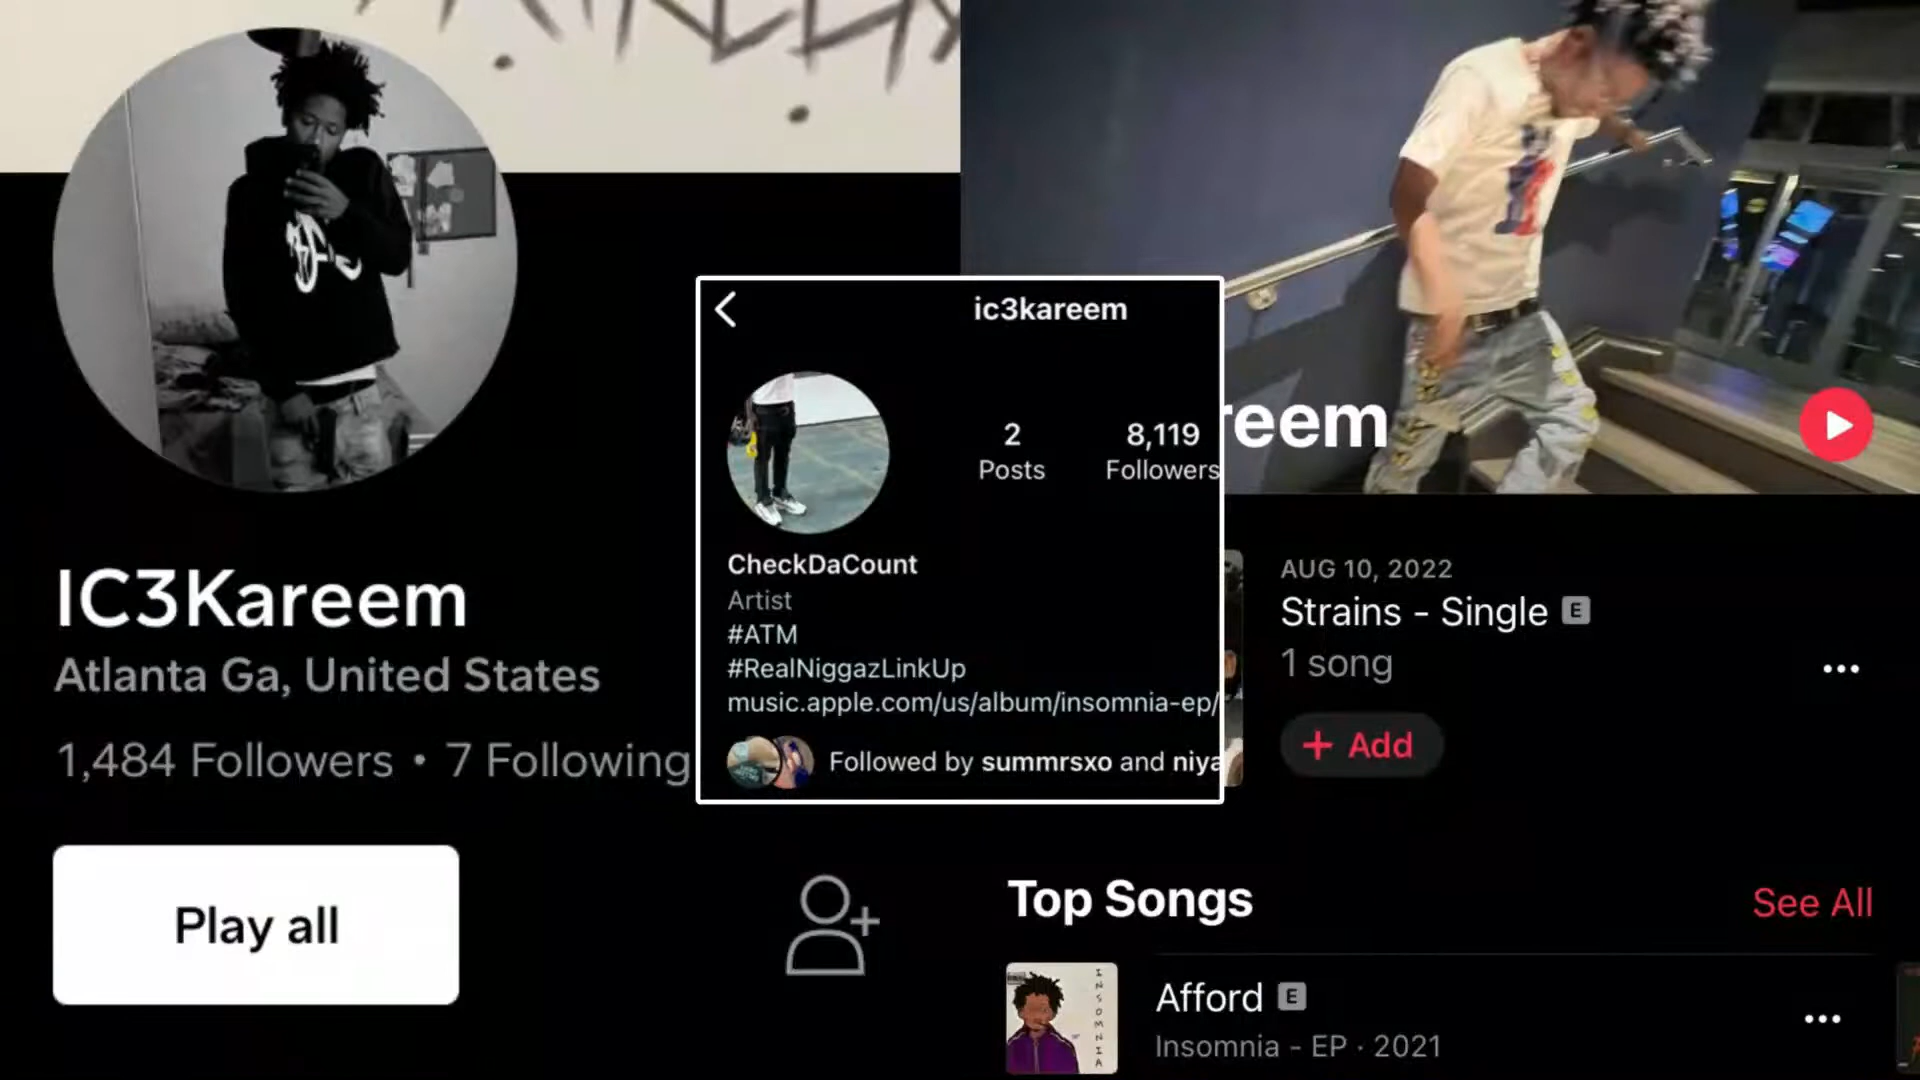 IC3Kareem
Atlanta Ga, United States
1,484 Followers • 7 Following
Play all
ic3kareem
2
Posts
8,119
Followers
CheckDaCount
Artist
#ATM
#RealNiggazLinkUp
music.apple.com/us/album/insomnia-ep/
Followed by summrsxo and niya
reem
AUG 10, 2022
Strains - Single E
1 song
+ Add
Top Songs
See All
INSOMNIA
Afford E
Insomnia - EP · 2021